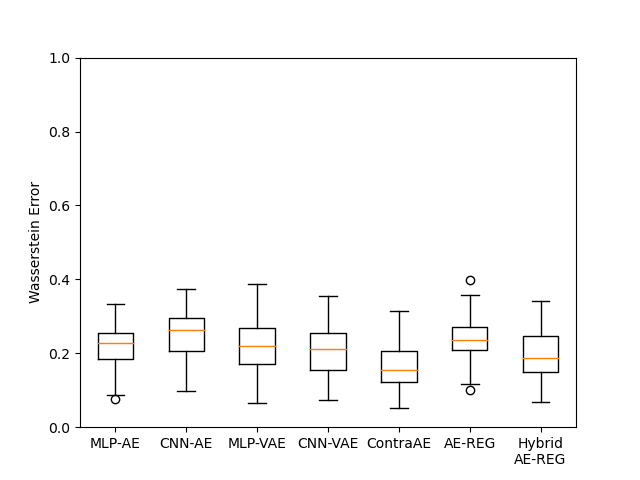 1.0
0.8
0.6
0.4
0.2
0.0
Wasserstein Error
MLP-AE
CNN-AE
MLP-VAE
CNN-VAE
ContraAE
AE-REG
Hybrid
AE-REG